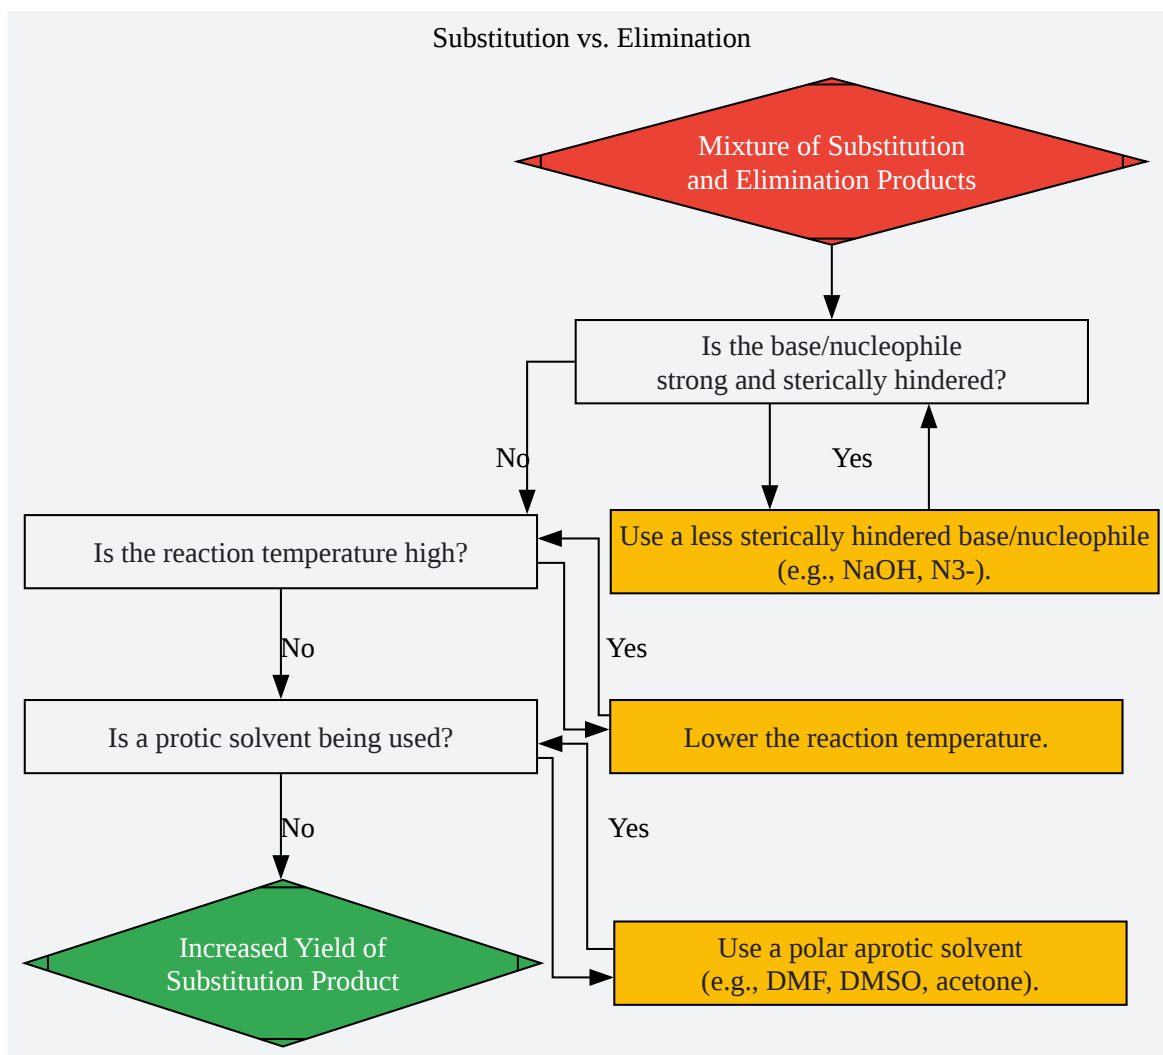 Substitution vs. Elimination
Mixture of Substitution
and Elimination Products
Is the base/nucleophile
strong and sterically hindered?
No
Yes
Use a less sterically hindered base/nucleophile
(e.g., NaOH, N3-).
Is the reaction temperature high?
No
Yes
Is a protic solvent being used?
Lower the reaction temperature.
No
Yes
Increased Yield of
Substitution Product
Use a polar aprotic solvent
(e.g., DMF, DMSO, acetone).